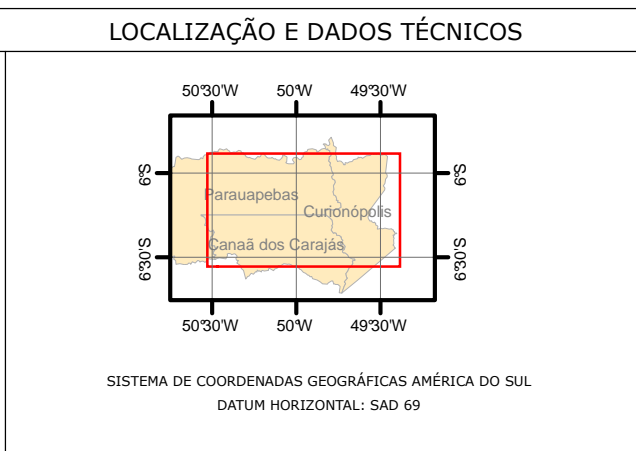 LOCALIZAÇÃO E DADOS TÉCNICOS
50°30'W 50°W 49°30'W
6°S 6°S
Parauapebas
Curionópolis
Canaã dos Carajás
6°30'S 6°30'S
50°30'W 50°W 49°30'W
SISTEMA DE COORDENADAS GEOGRÁFICAS AMÉRICA DO SUL
DATUM HORIZONTAL: SAD 69